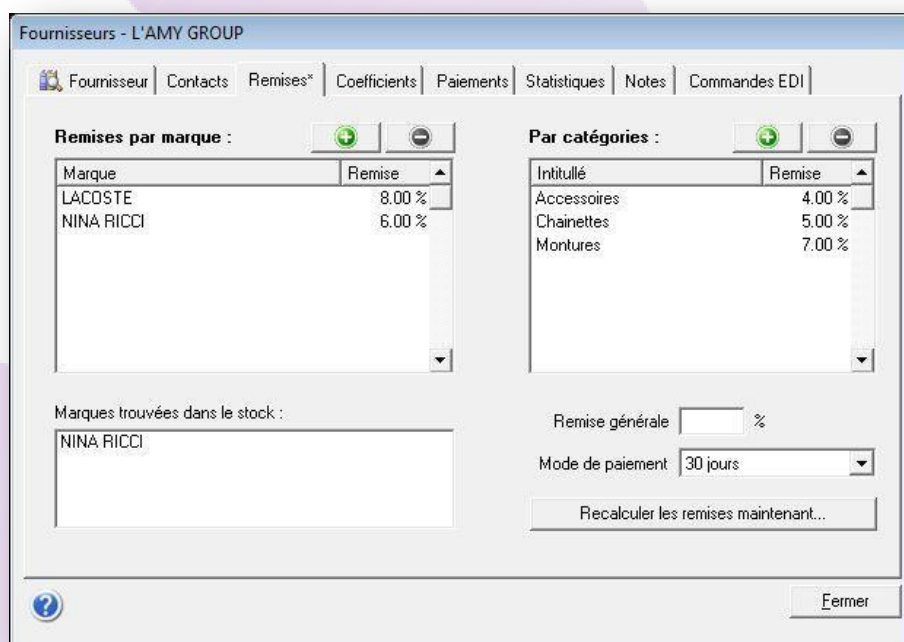 Fournisseurs - L'AMY GROUP
Fournisseur Contacts Remises* Coefficients Paiements Statistiques Notes Commandes EDI
Remises par marque :
Marque Remise
LACOSTE 8.00 %
NINA RICCI 6.00 %
Par catégories :
Intitullé Remise
Accessoires 4.00 %
Chainettes 5.00 %
Montures 7.00 %
Marques trouvées dans le stock :
NINA RICCI
Remise générale %
Mode de paiement 30 jours
Recalculer les remises maintenant...
Fermer